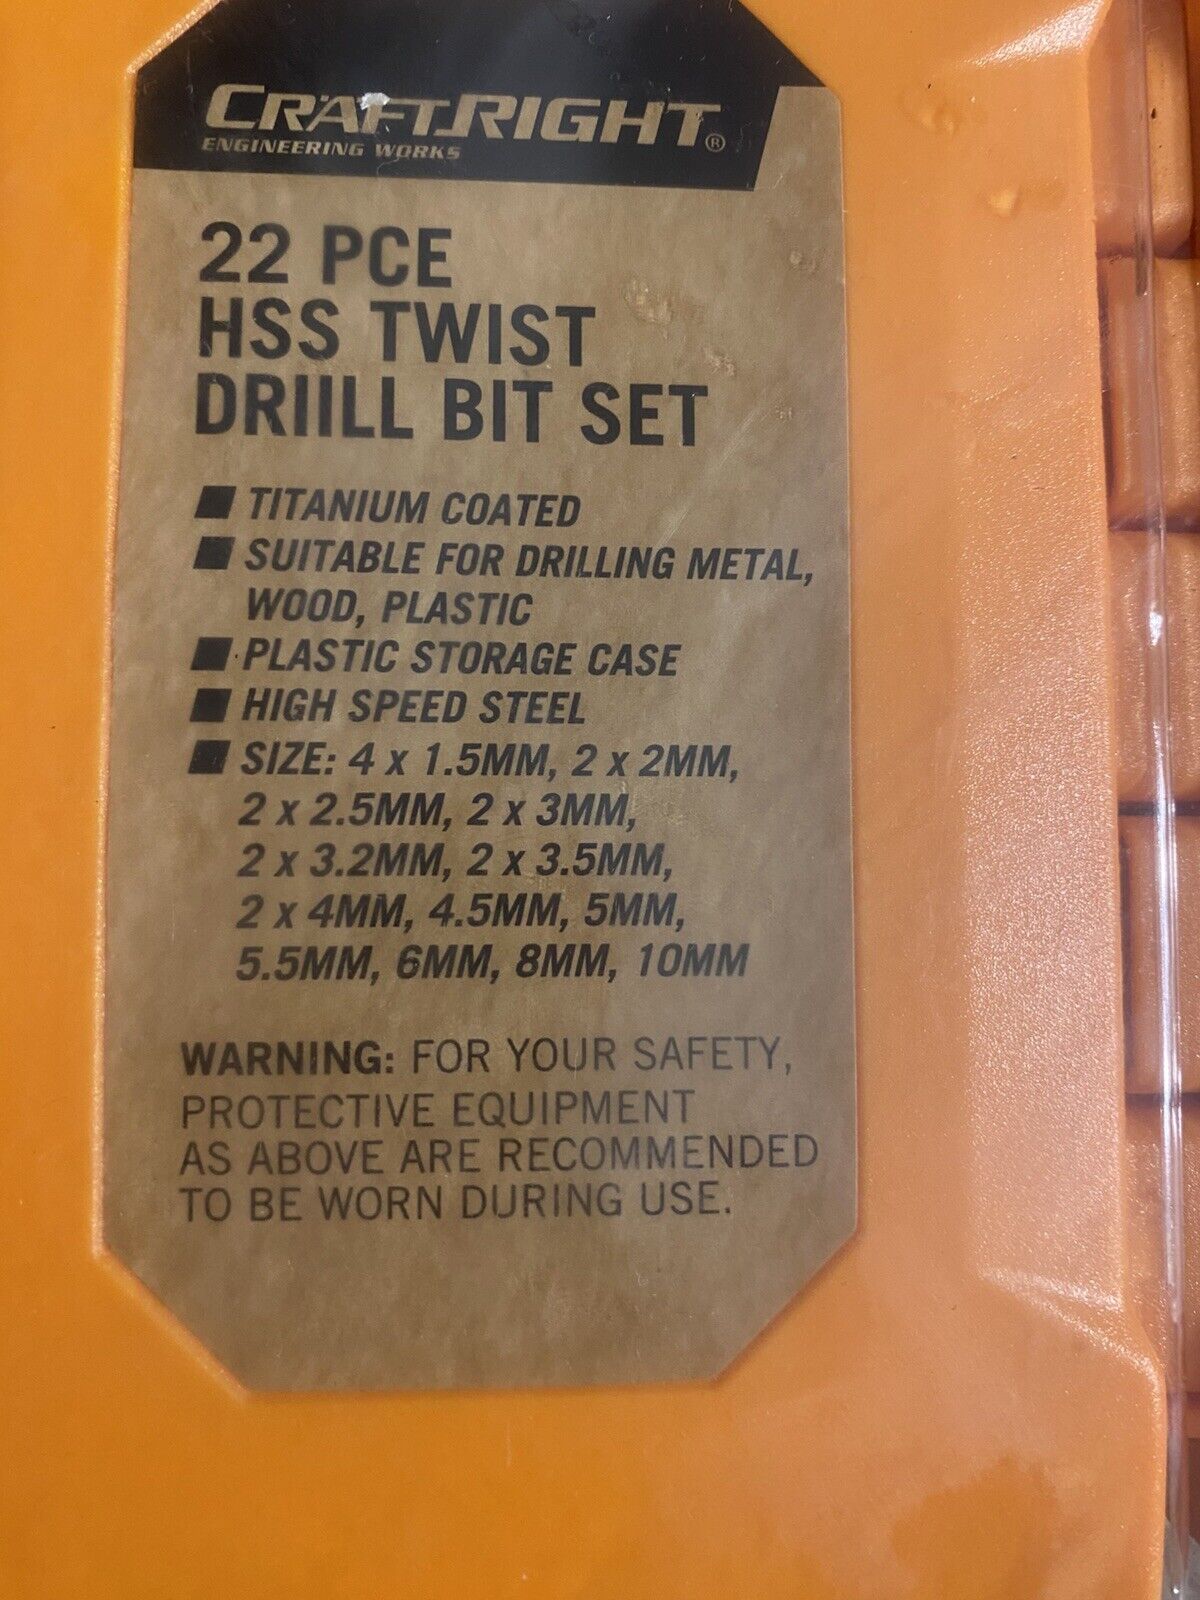 CRAFTRIGHT®
ENGINEERING WORKS
22 PCE
HSS TWIST
DRIILL BIT SET
■ TITANIUM COATED
■ SUITABLE FOR DRILLING METAL,
WOOD, PLASTIC
■ PLASTIC STORAGE CASE
■ HIGH SPEED STEEL
■ SIZE: 4 x 1.5MM, 2 x 2MM,
2 x 2.5MM, 2 x 3MM,
2 x 3.2MM, 2 x 3.5MM,
2 x 4MM, 4.5MM, 5MM,
5.5MM, 6MM, 8MM, 10MM
WARNING: FOR YOUR SAFETY,
PROTECTIVE EQUIPMENT
AS ABOVE ARE RECOMMENDED
TO BE WORN DURING USE.